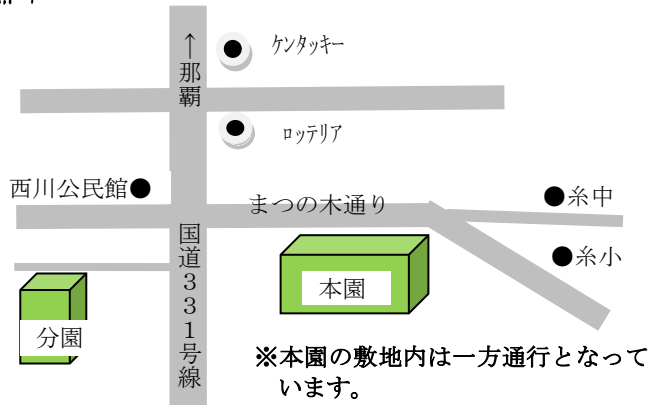 ケンタッキー
↑那覇
ロッテリア
西川公民館●
まつの木通り
●糸中
国道331号線
●糸小
本園
分園
※本園の敷地内は一方通行となって
います。